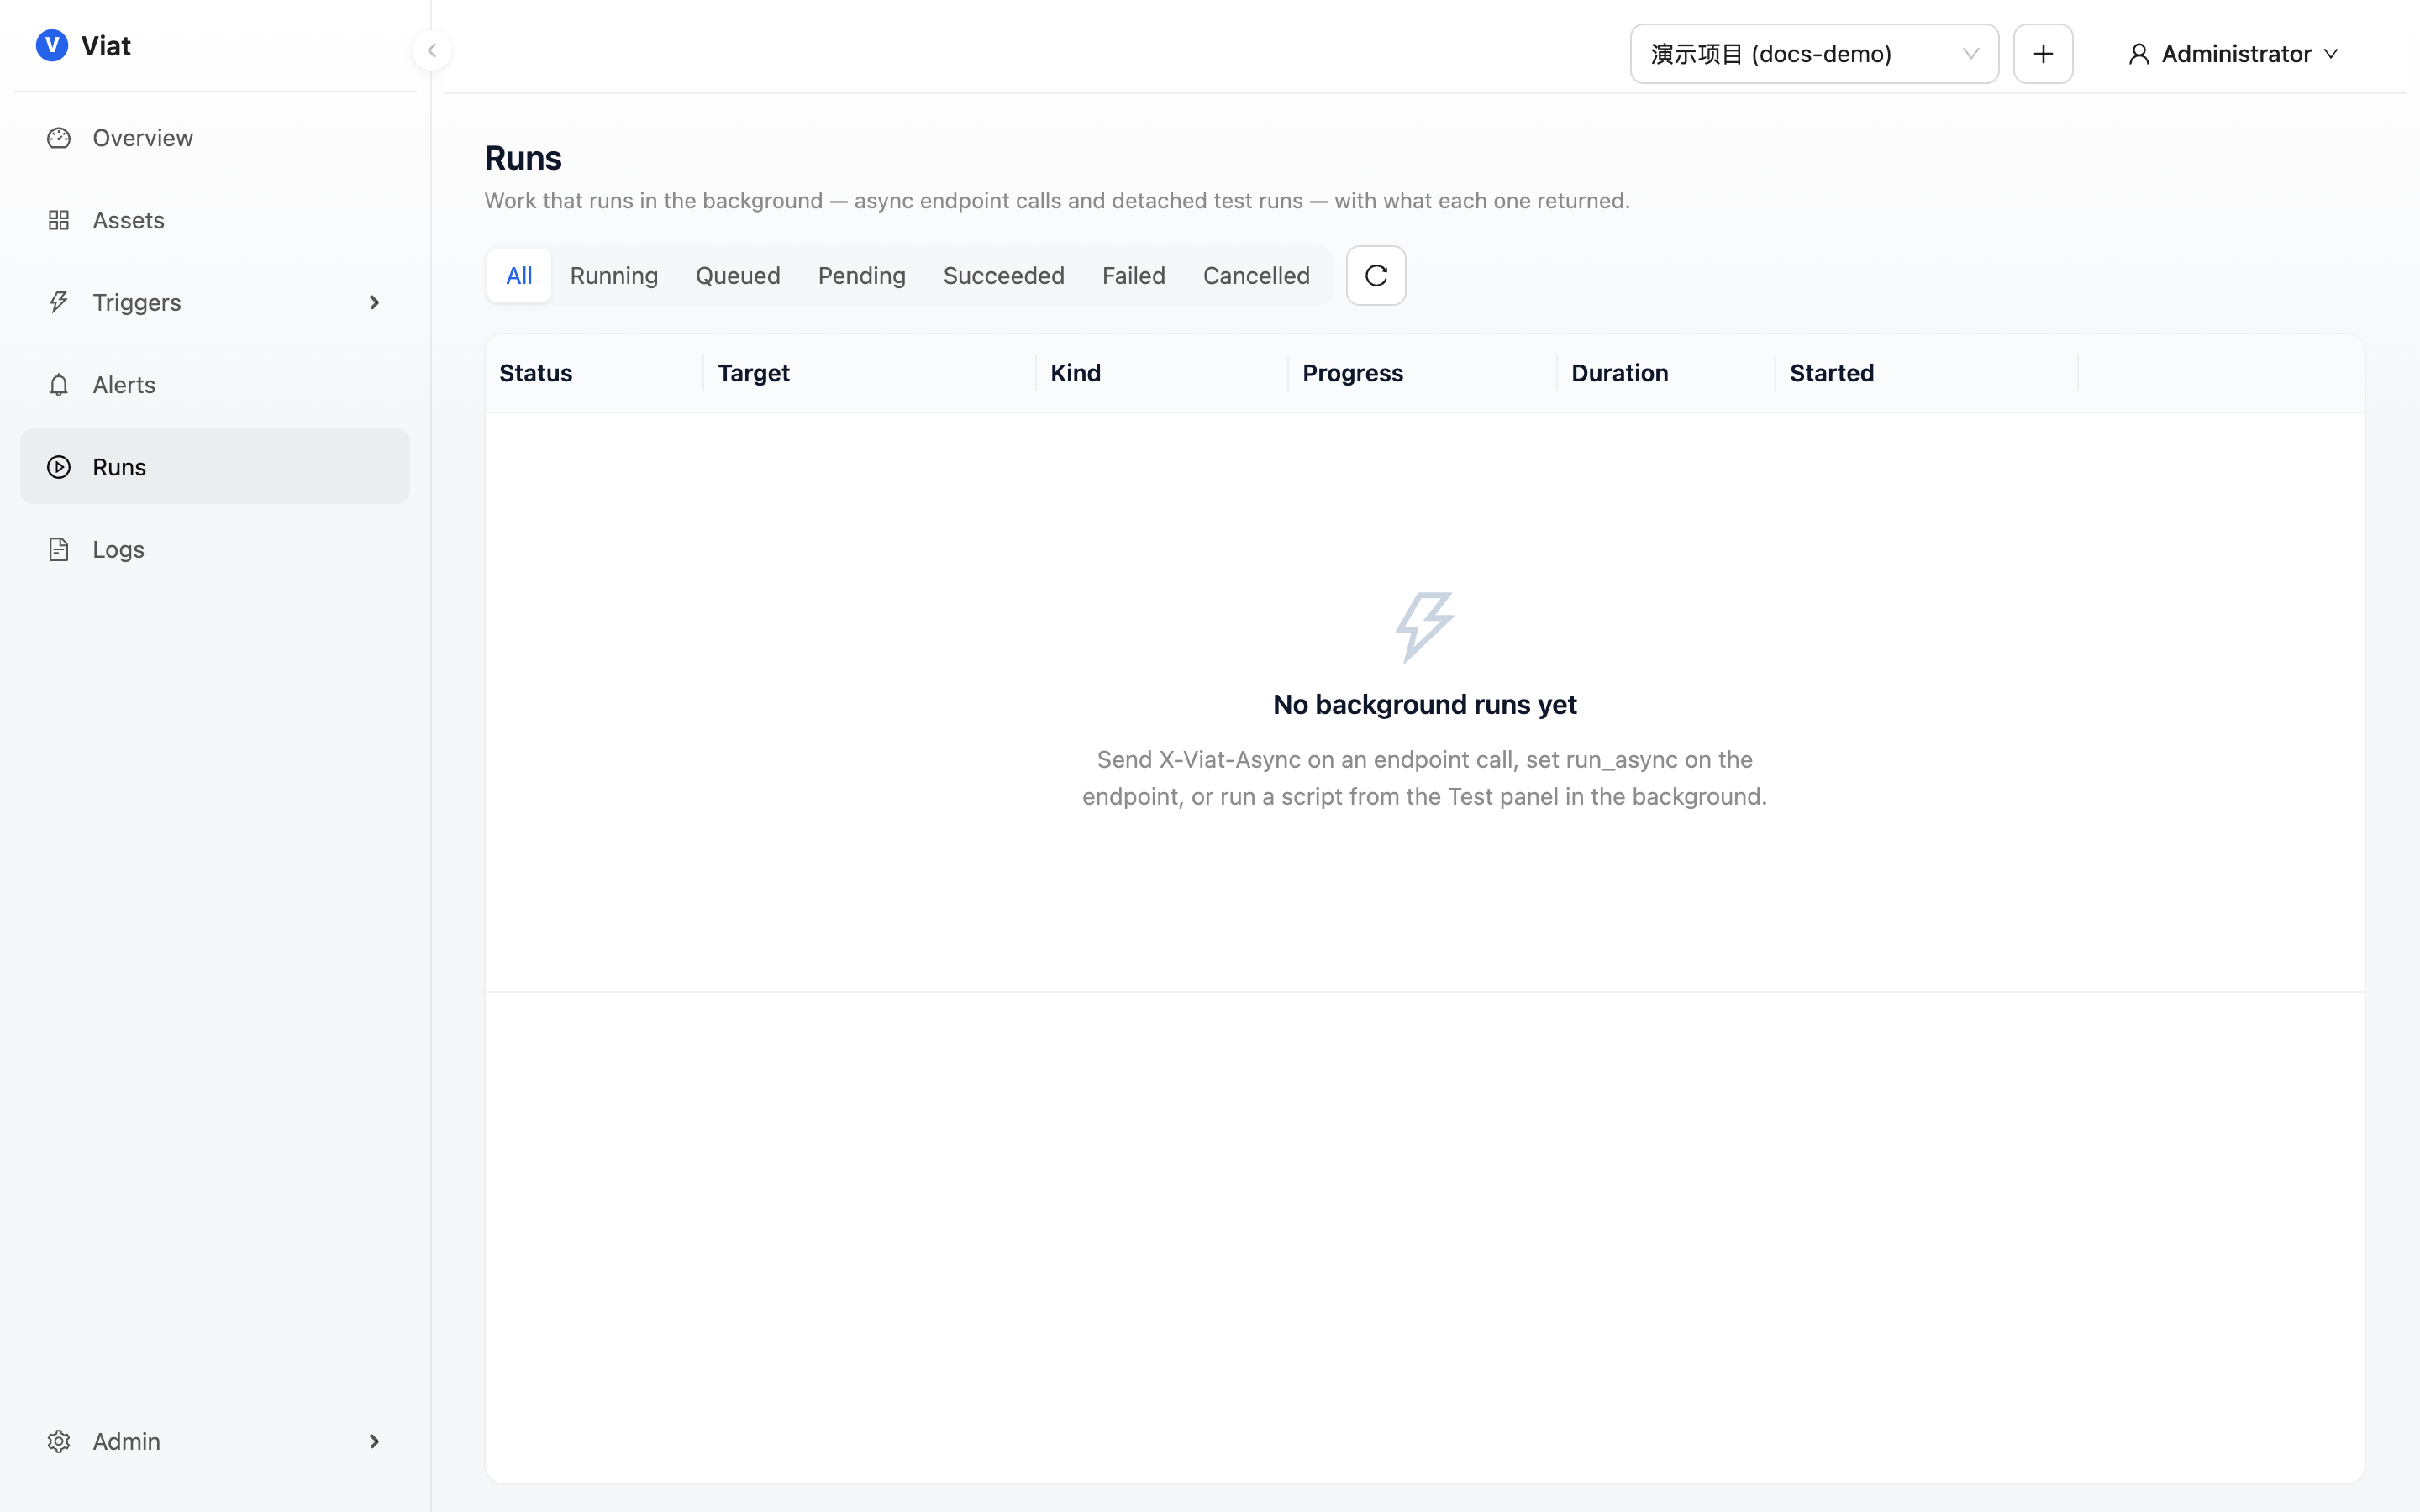 V Viat
演示项目 (docs-demo)
Administrator
Overview
Assets
Triggers
Alerts
Runs
Logs
Admin
Runs
Work that runs in the background — async endpoint calls and detached test runs — with what each one returned.
All Running Queued Pending Succeeded Failed Cancelled
Status Target Kind Progress Duration Started
No background runs yet
Send X-Viat-Async on an endpoint call, set run_async on the
endpoint, or run a script from the Test panel in the background.